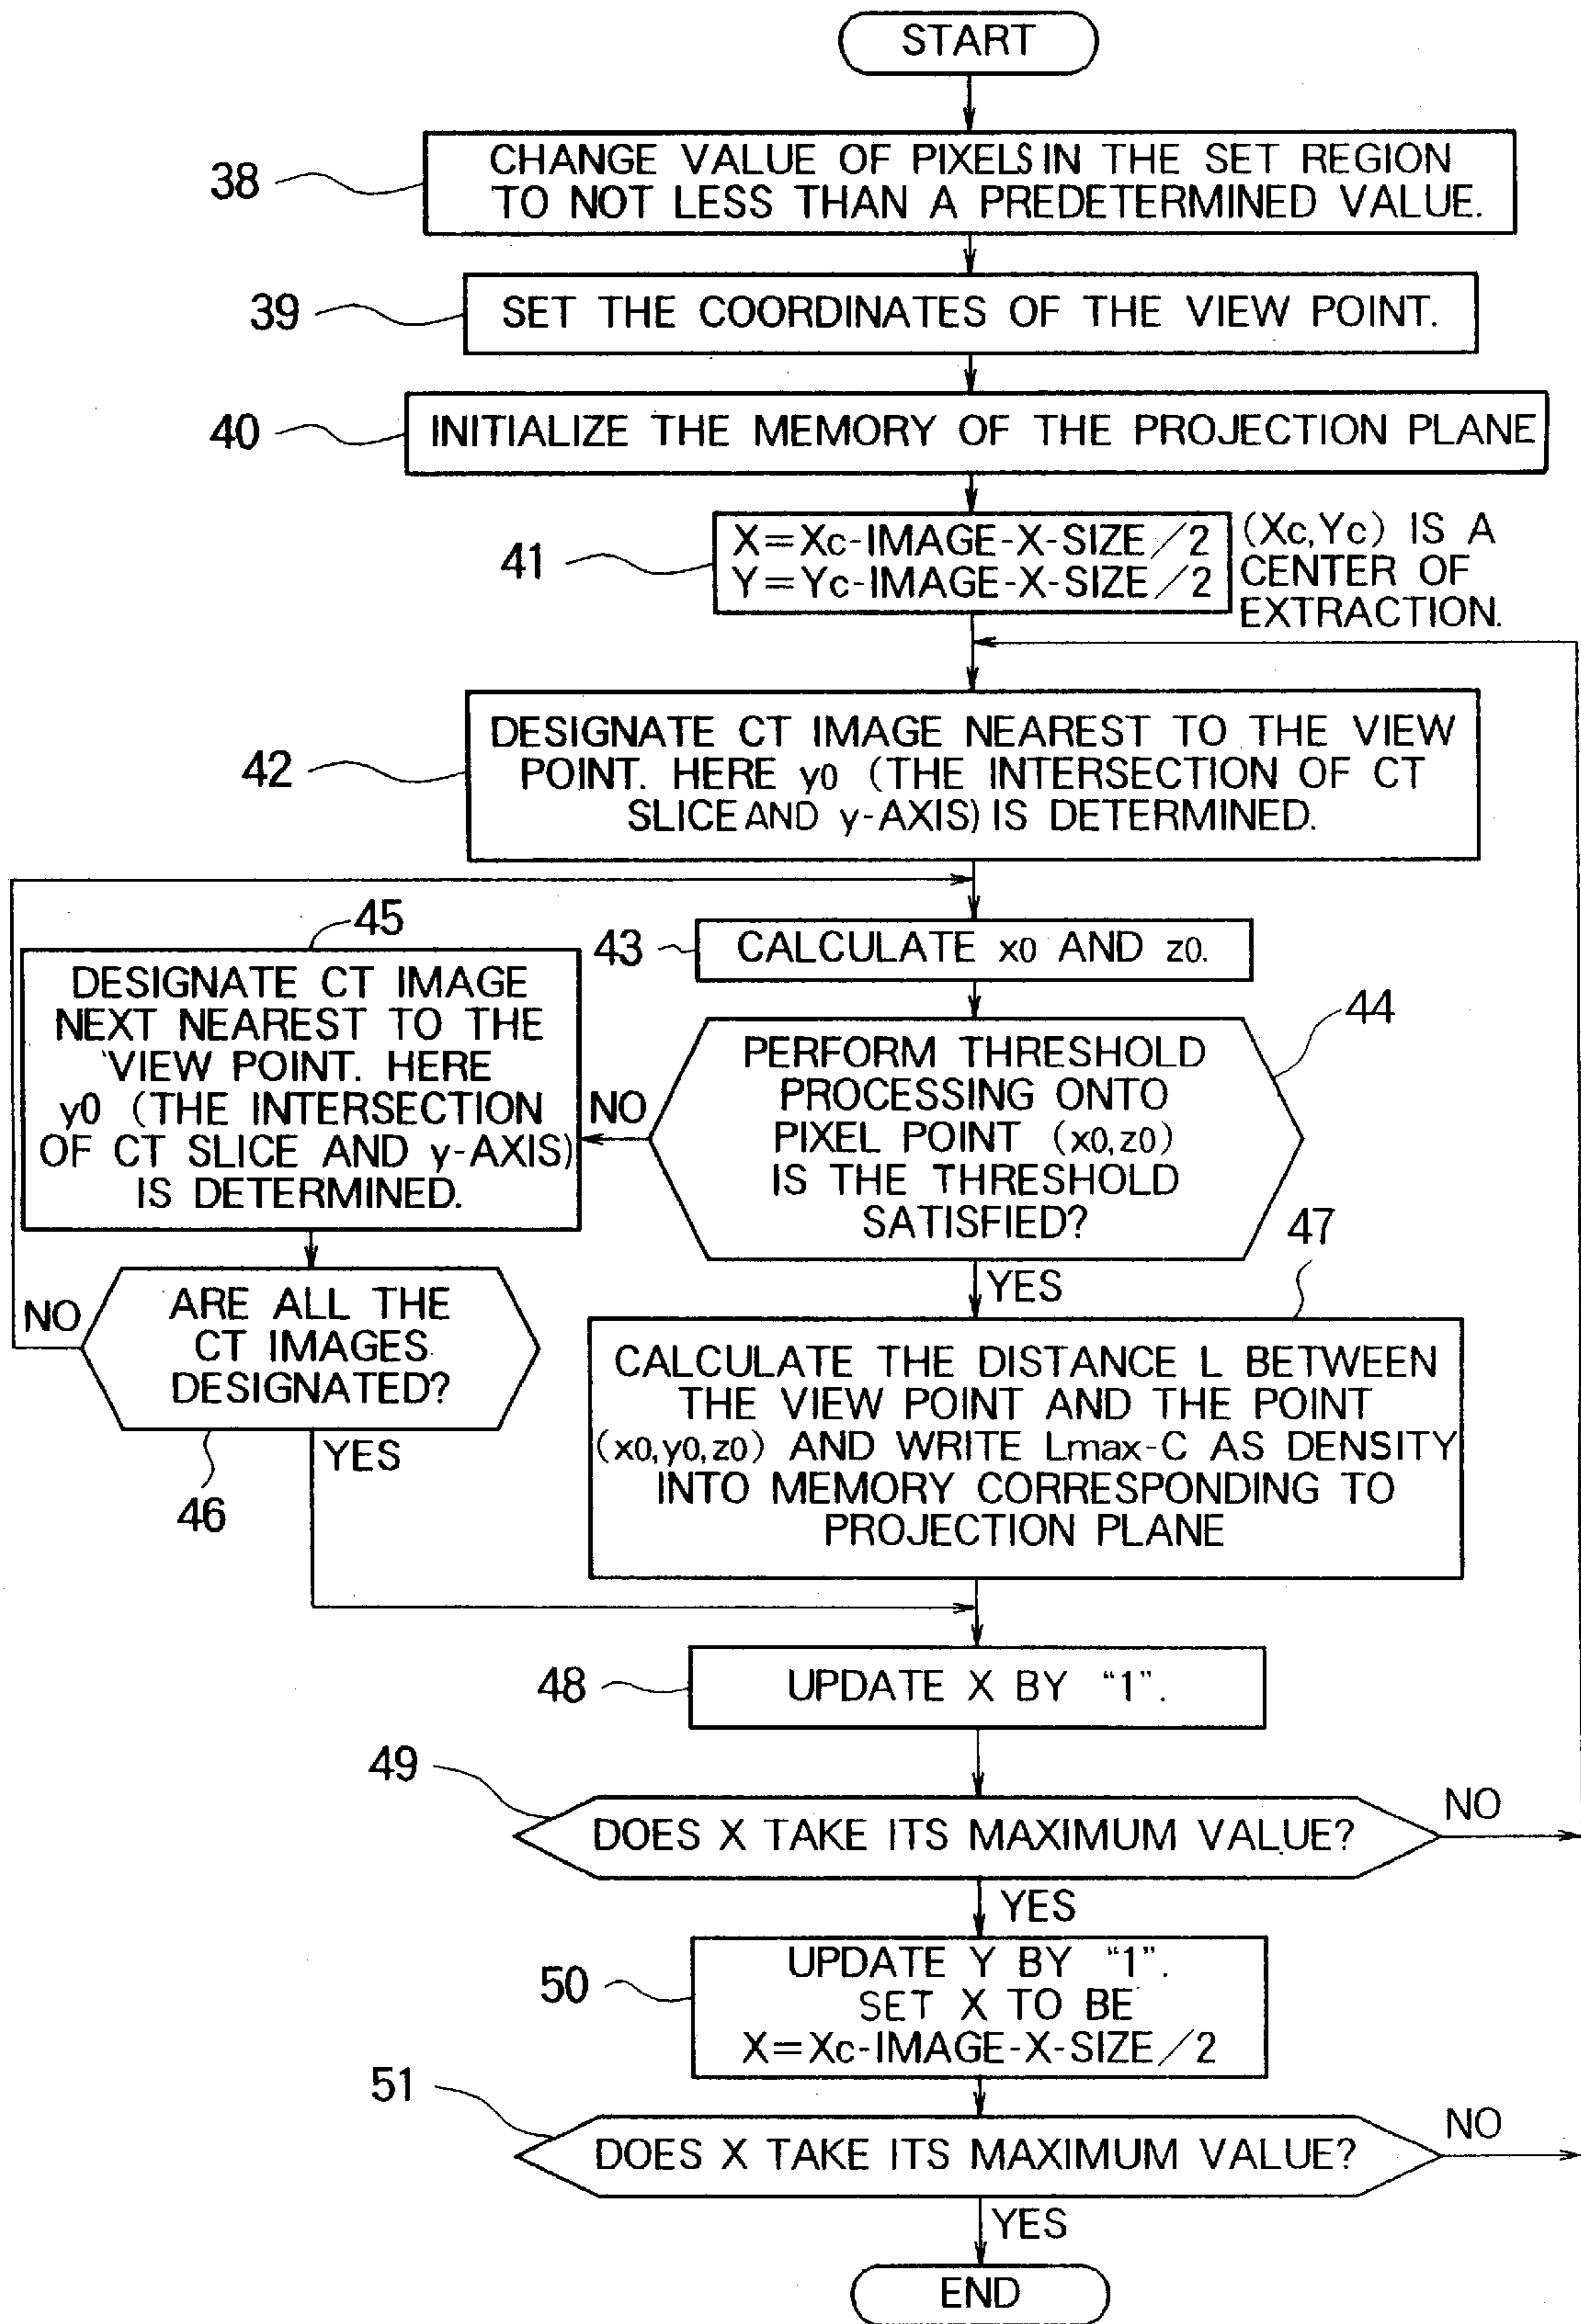 START
38
CHANGE VALUE OF PIXELS IN THE SET REGION
TO NOT LESS THAN A PREDETERMINED VALUE.
39
SET THE COORDINATES OF THE VIEW POINT.
40
INITIALIZE THE MEMORY OF THE PROJECTION PLANE
41
X=Xc-IMAGE-X-SIZE/2
Y=Yc-IMAGE-X-SIZE/2
(Xc,Yc) IS A
CENTER OF
EXTRACTION.
42
DESIGNATE CT IMAGE NEAREST TO THE VIEW
POINT. HERE y0 (THE INTERSECTION OF CT
SLICE AND y-AXIS) IS DETERMINED.
45
DESIGNATE CT IMAGE
NEXT NEAREST TO THE
VIEW POINT. HERE
y0 (THE INTERSECTION
OF CT SLICE AND y-AXIS)
IS DETERMINED.
43
CALCULATE x0 AND z0.
44
PERFORM THRESHOLD
PROCESSING ONTO
PIXEL POINT (x0,z0)
IS THE THRESHOLD
SATISFIED?
NO
YES
NO
ARE ALL THE
CT IMAGES
DESIGNATED?
46
YES
47
CALCULATE THE DISTANCE L BETWEEN
THE VIEW POINT AND THE POINT
(x0,y0,z0) AND WRITE Lmax-C AS DENSITY
INTO MEMORY CORRESPONDING TO
PROJECTION PLANE
48
UPDATE X BY “1”.
49
DOES X TAKE ITS MAXIMUM VALUE?
NO
YES
50
UPDATE Y BY “1”.
SET X TO BE
X=Xc-IMAGE-X-SIZE/2
51
DOES X TAKE ITS MAXIMUM VALUE?
NO
YES
END